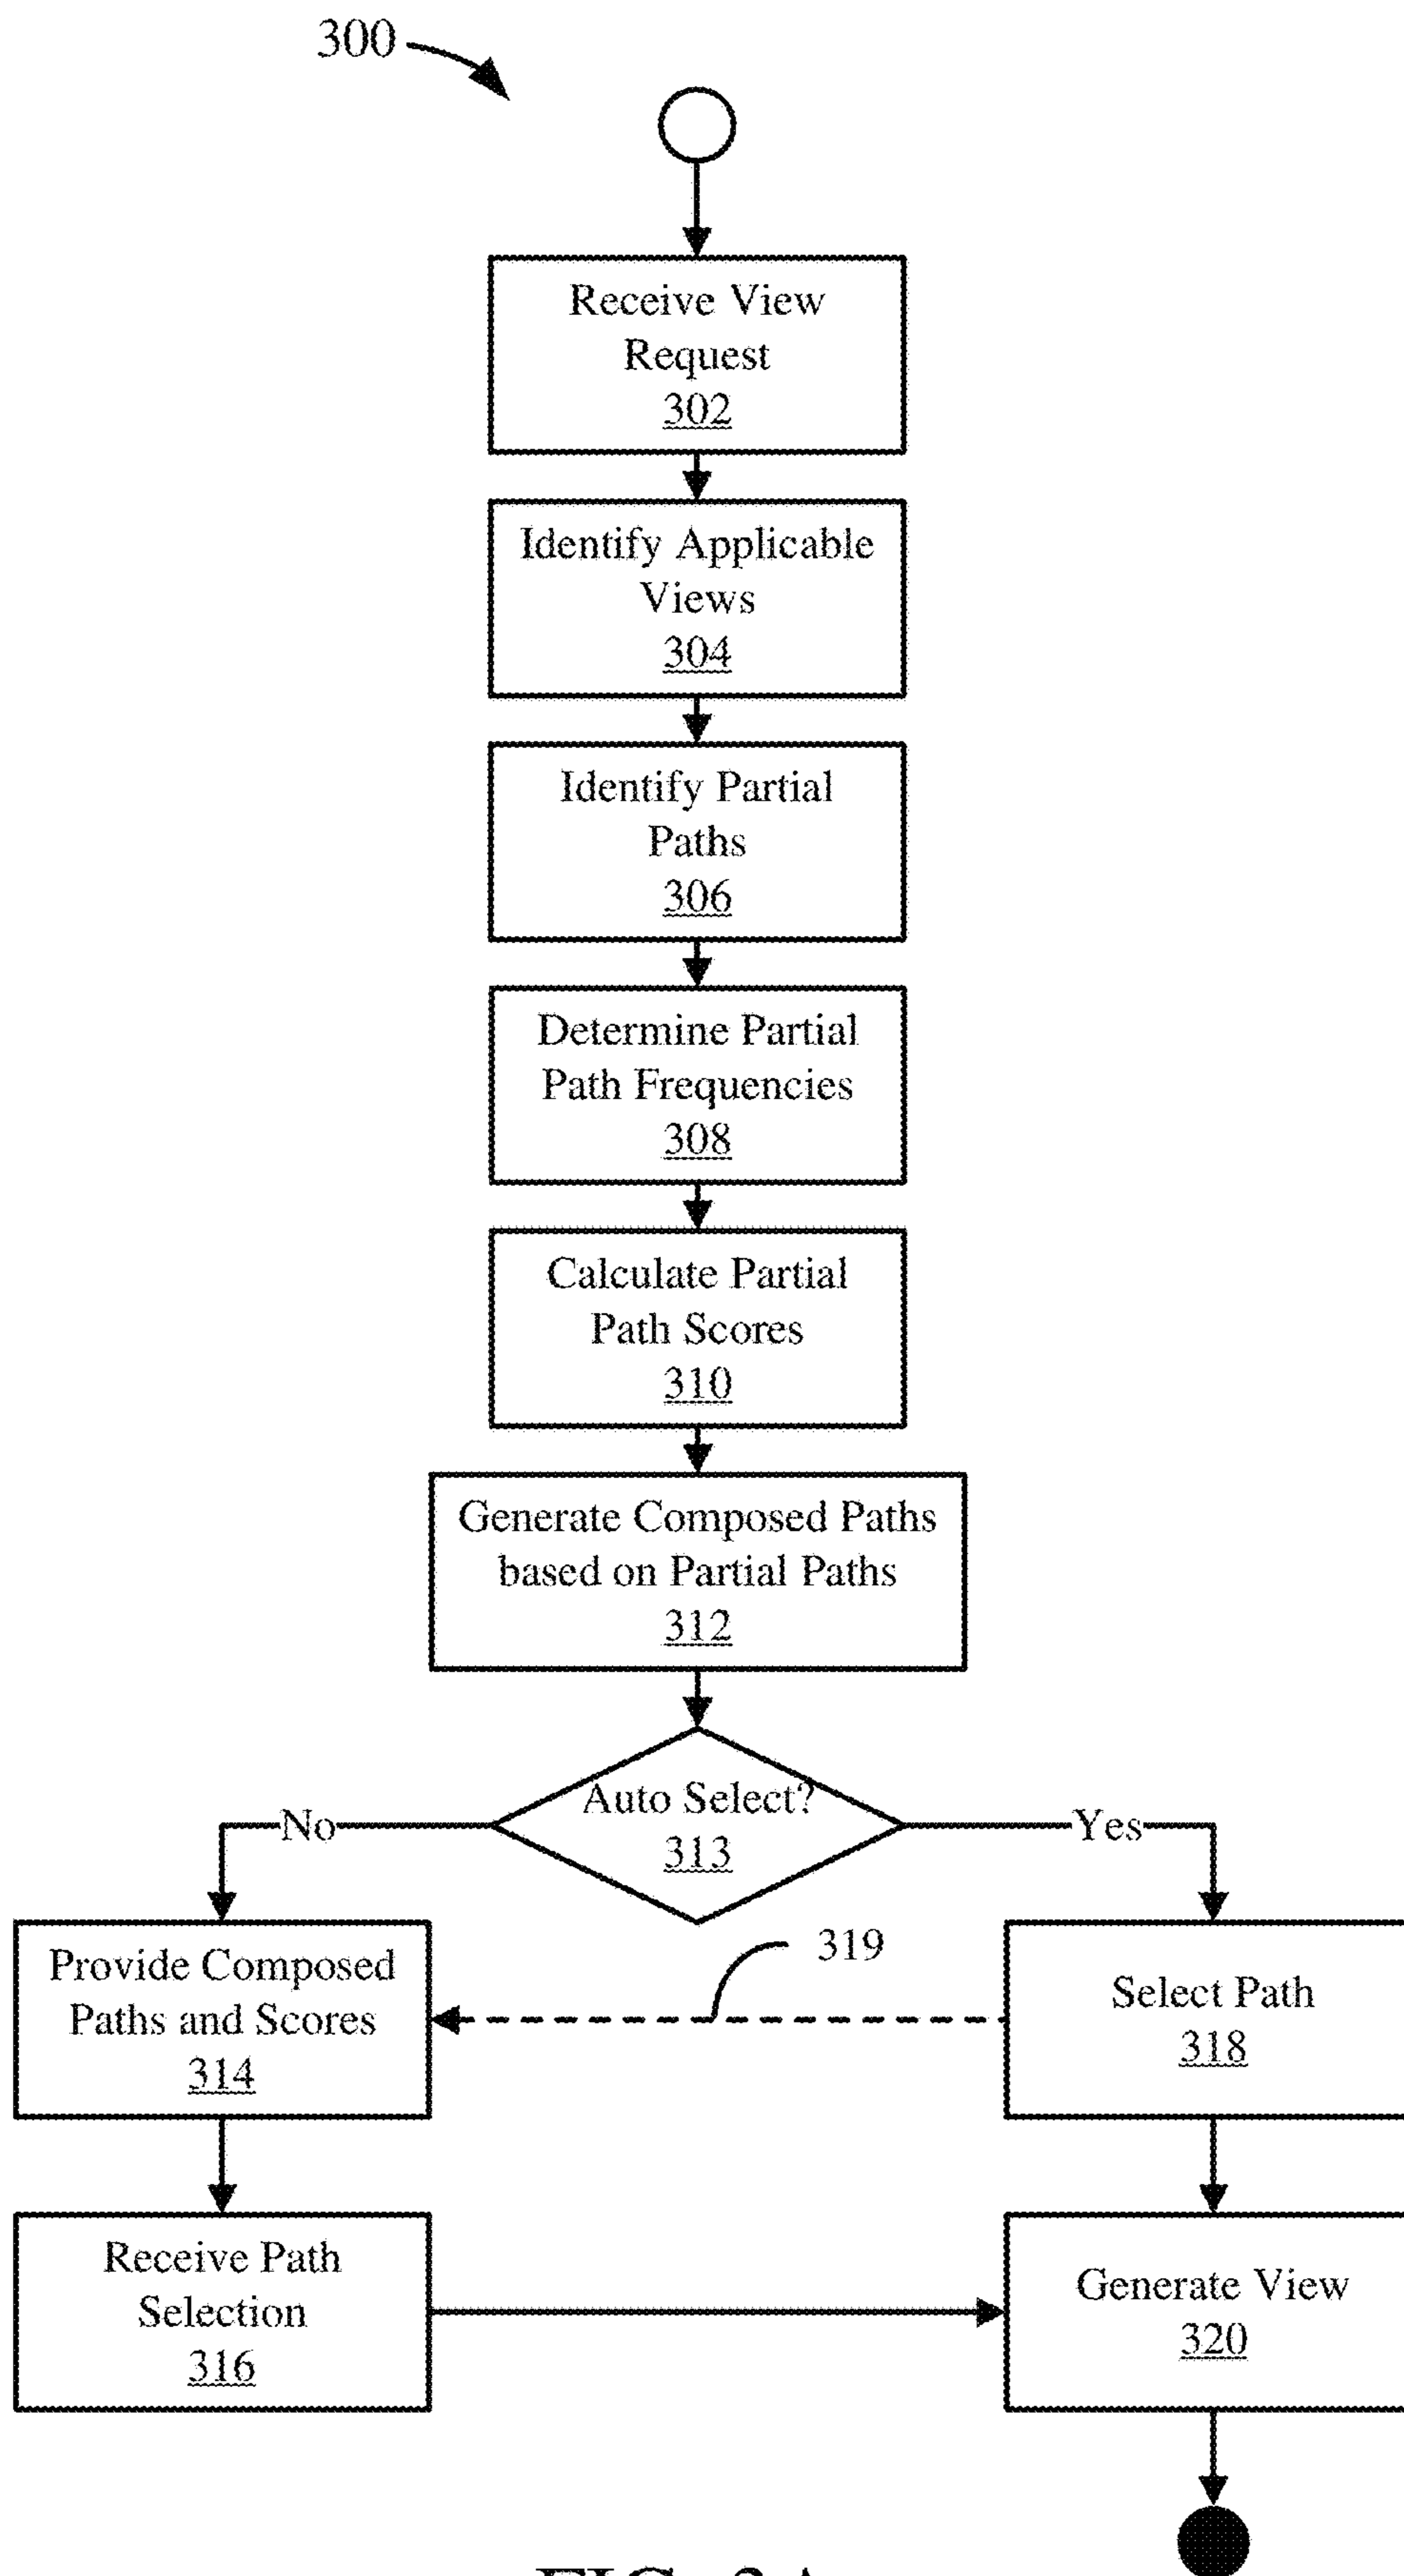 300
Receive View
Request
302
Identify Applicable
Views
304
Identify Partial
Paths
306
Determine Partial
Path Frequencies
308
Calculate Partial
Path Scores
310
Generate Composed Paths
based on Partial Paths
312
Auto Select?
313
No
Yes
Provide Composed
Paths and Scores
314
319
Select Path
318
Receive Path
Selection
316
Generate View
320